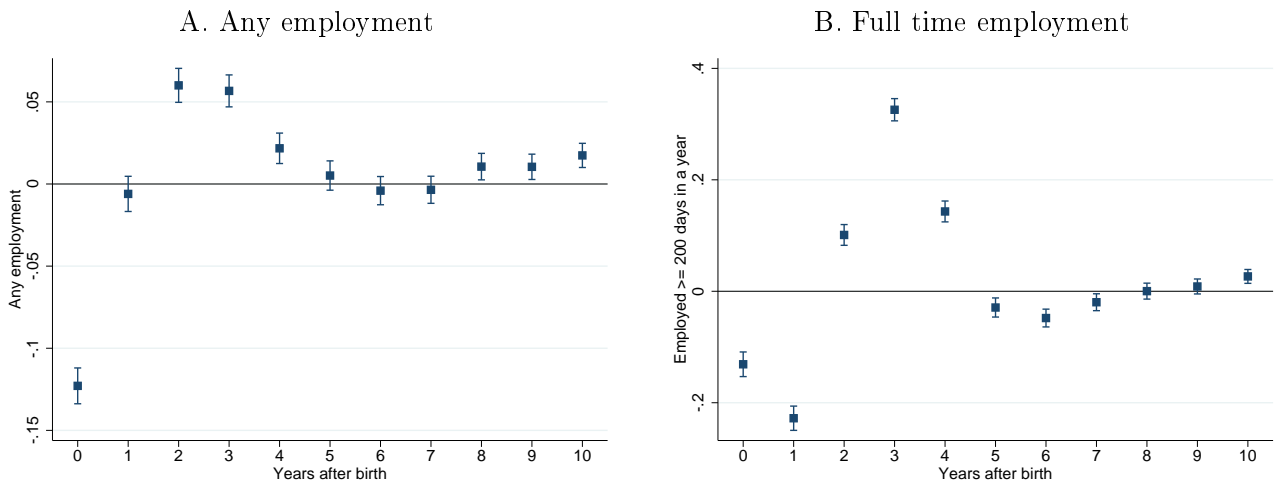 A. Any employment
Any employment
.05
0
-.05
-.1
-.15
0 1 2 3 4 5 6 7 8 9 10
Years after birth
B. Full time employment
Employed >= 200 days in a year
.4
.2
0
-.2
0 1 2 3 4 5 6 7 8 9 10
Years after birth